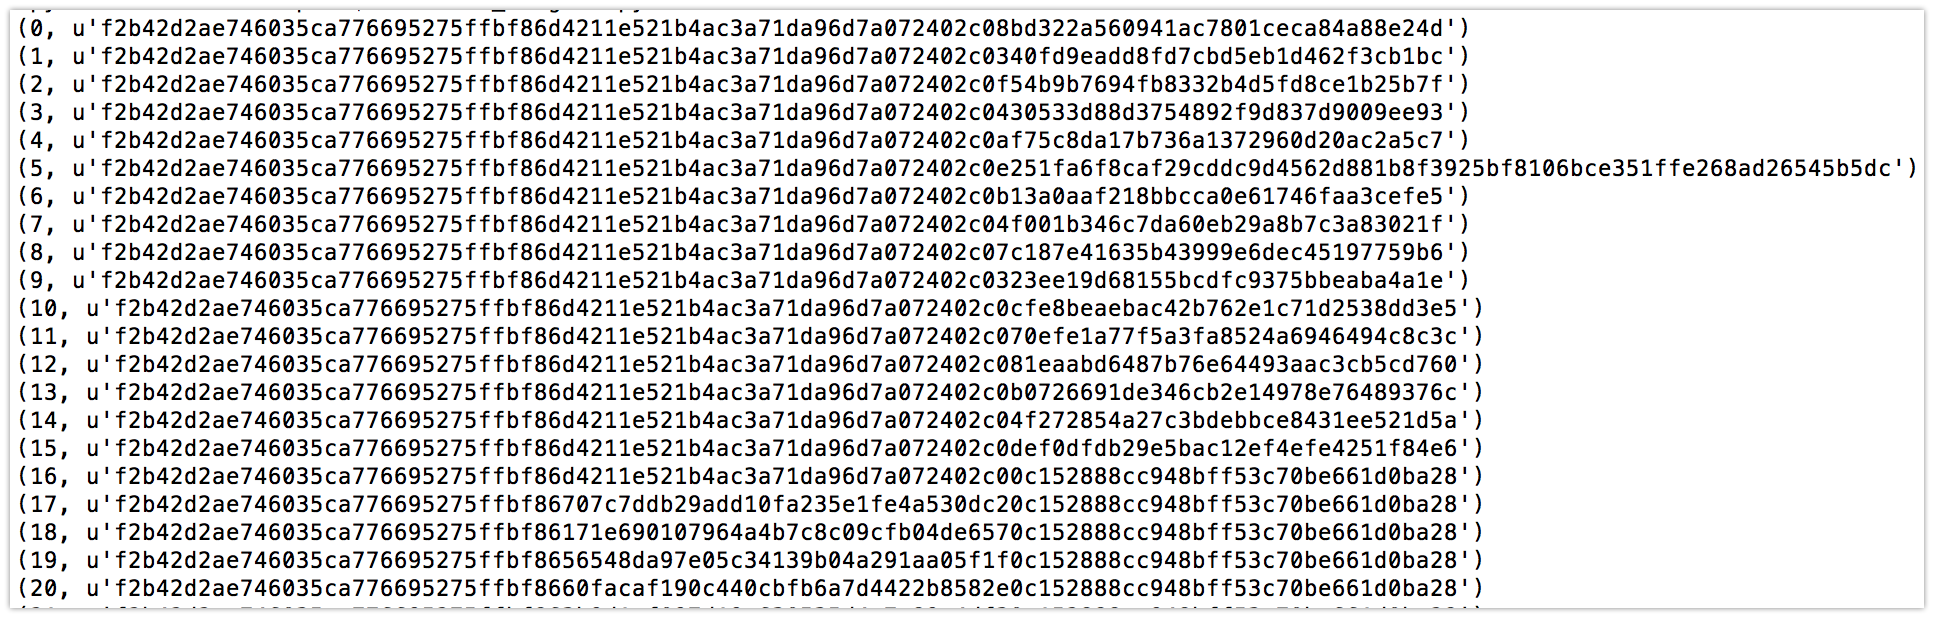 (0, u'f2b42d2ae746035ca776695275ffbf86d4211e521b4ac3a71da96d7a072402c08bd322a560941ac7801ceca84a88e24d')
(1, u'f2b42d2ae746035ca776695275ffbf86d4211e521b4ac3a71da96d7a072402c0340fd9eadd8fd7cbd5eb1d462f3cb1bc')
(2, u'f2b42d2ae746035ca776695275ffbf86d4211e521b4ac3a71da96d7a072402c0f54b9b7694fb8332b4d5fd8ce1b25b7f')
(3, u'f2b42d2ae746035ca776695275ffbf86d4211e521b4ac3a71da96d7a072402c0430533d88d3754892f9d837d9009ee93')
(4, u'f2b42d2ae746035ca776695275ffbf86d4211e521b4ac3a71da96d7a072402c0af75c8da17b736a1372960d20ac2a5c7')
(5, u'f2b42d2ae746035ca776695275ffbf86d4211e521b4ac3a71da96d7a072402c0e251fa6f8caf29cddc9d4562d881b8f3925bf8106bce351ffe268ad26545b5dc')
(6, u'f2b42d2ae746035ca776695275ffbf86d4211e521b4ac3a71da96d7a072402c0b13a0aaf218bbcca0e61746faa3cefe5')
(7, u'f2b42d2ae746035ca776695275ffbf86d4211e521b4ac3a71da96d7a072402c04f001b346c7da60eb29a8b7c3a83021f')
(8, u'f2b42d2ae746035ca776695275ffbf86d4211e521b4ac3a71da96d7a072402c07c187e41635b43999e6dec45197759b6')
(9, u'f2b42d2ae746035ca776695275ffbf86d4211e521b4ac3a71da96d7a072402c0323ee19d68155bcdfc9375bbeaba4a1e')
(10, u'f2b42d2ae746035ca776695275ffbf86d4211e521b4ac3a71da96d7a072402c0cfe8beaebac42b762e1c71d2538dd3e5')
(11, u'f2b42d2ae746035ca776695275ffbf86d4211e521b4ac3a71da96d7a072402c070efe1a77f5a3fa8524a6946494c8c3c')
(12, u'f2b42d2ae746035ca776695275ffbf86d4211e521b4ac3a71da96d7a072402c081eaabd6487b76e64493aac3cb5cd760')
(13, u'f2b42d2ae746035ca776695275ffbf86d4211e521b4ac3a71da96d7a072402c0b0726691de346cb2e14978e76489376c')
(14, u'f2b42d2ae746035ca776695275ffbf86d4211e521b4ac3a71da96d7a072402c04f272854a27c3bdebbce8431ee521d5a')
(15, u'f2b42d2ae746035ca776695275ffbf86d4211e521b4ac3a71da96d7a072402c0def0dfdb29e5bac12ef4efe4251f84e6')
(16, u'f2b42d2ae746035ca776695275ffbf86d4211e521b4ac3a71da96d7a072402c00c152888cc948bff53c70be661d0ba28')
(17, u'f2b42d2ae746035ca776695275ffbf86707c7ddb29add10fa235e1fe4a530dc20c152888cc948bff53c70be661d0ba28')
(18, u'f2b42d2ae746035ca776695275ffbf86171e690107964a4b7c8c09cfb04de6570c152888cc948bff53c70be661d0ba28')
(19, u'f2b42d2ae746035ca776695275ffbf8656548da97e05c34139b04a291aa05f1f0c152888cc948bff53c70be661d0ba28')
(20, u'f2b42d2ae746035ca776695275ffbf8660facaf190c440cbfb6a7d4422b8582e0c152888cc948bff53c70be661d0ba28')